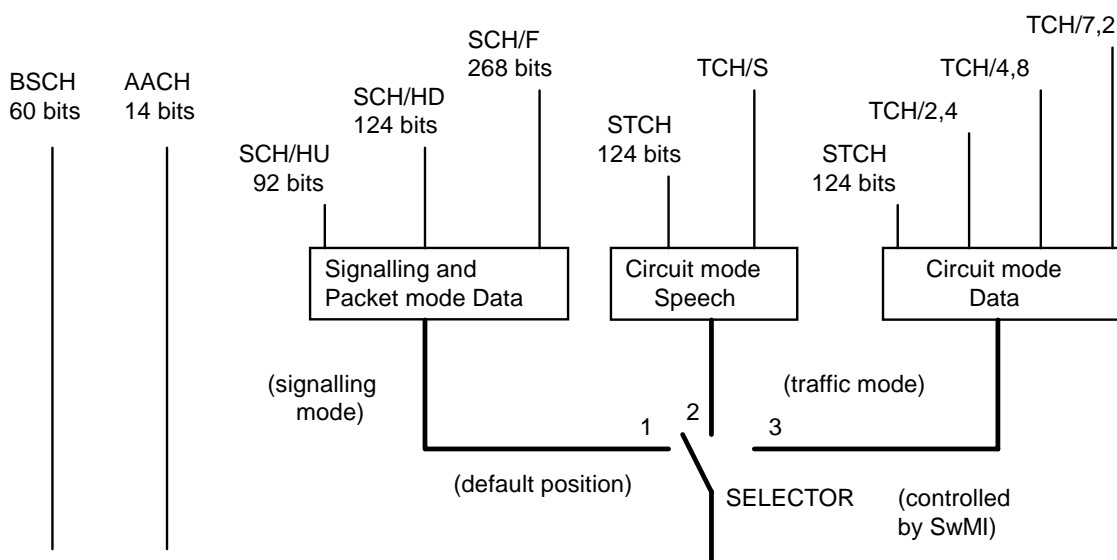 BSCH
60 bits
AACH
14 bits
SCH/HU
92 bits
SCH/HD
124 bits
SCH/F
268 bits
STCH
124 bits
TCH/S
STCH
124 bits
TCH/2,4
TCH/4,8
TCH/7,2
Signalling and
Packet mode Data
Circuit mode
Speech
Circuit mode
Data
(signalling
mode)
(traffic mode)
1
2
3
(default position)
SELECTOR
(controlled
by SwMI)